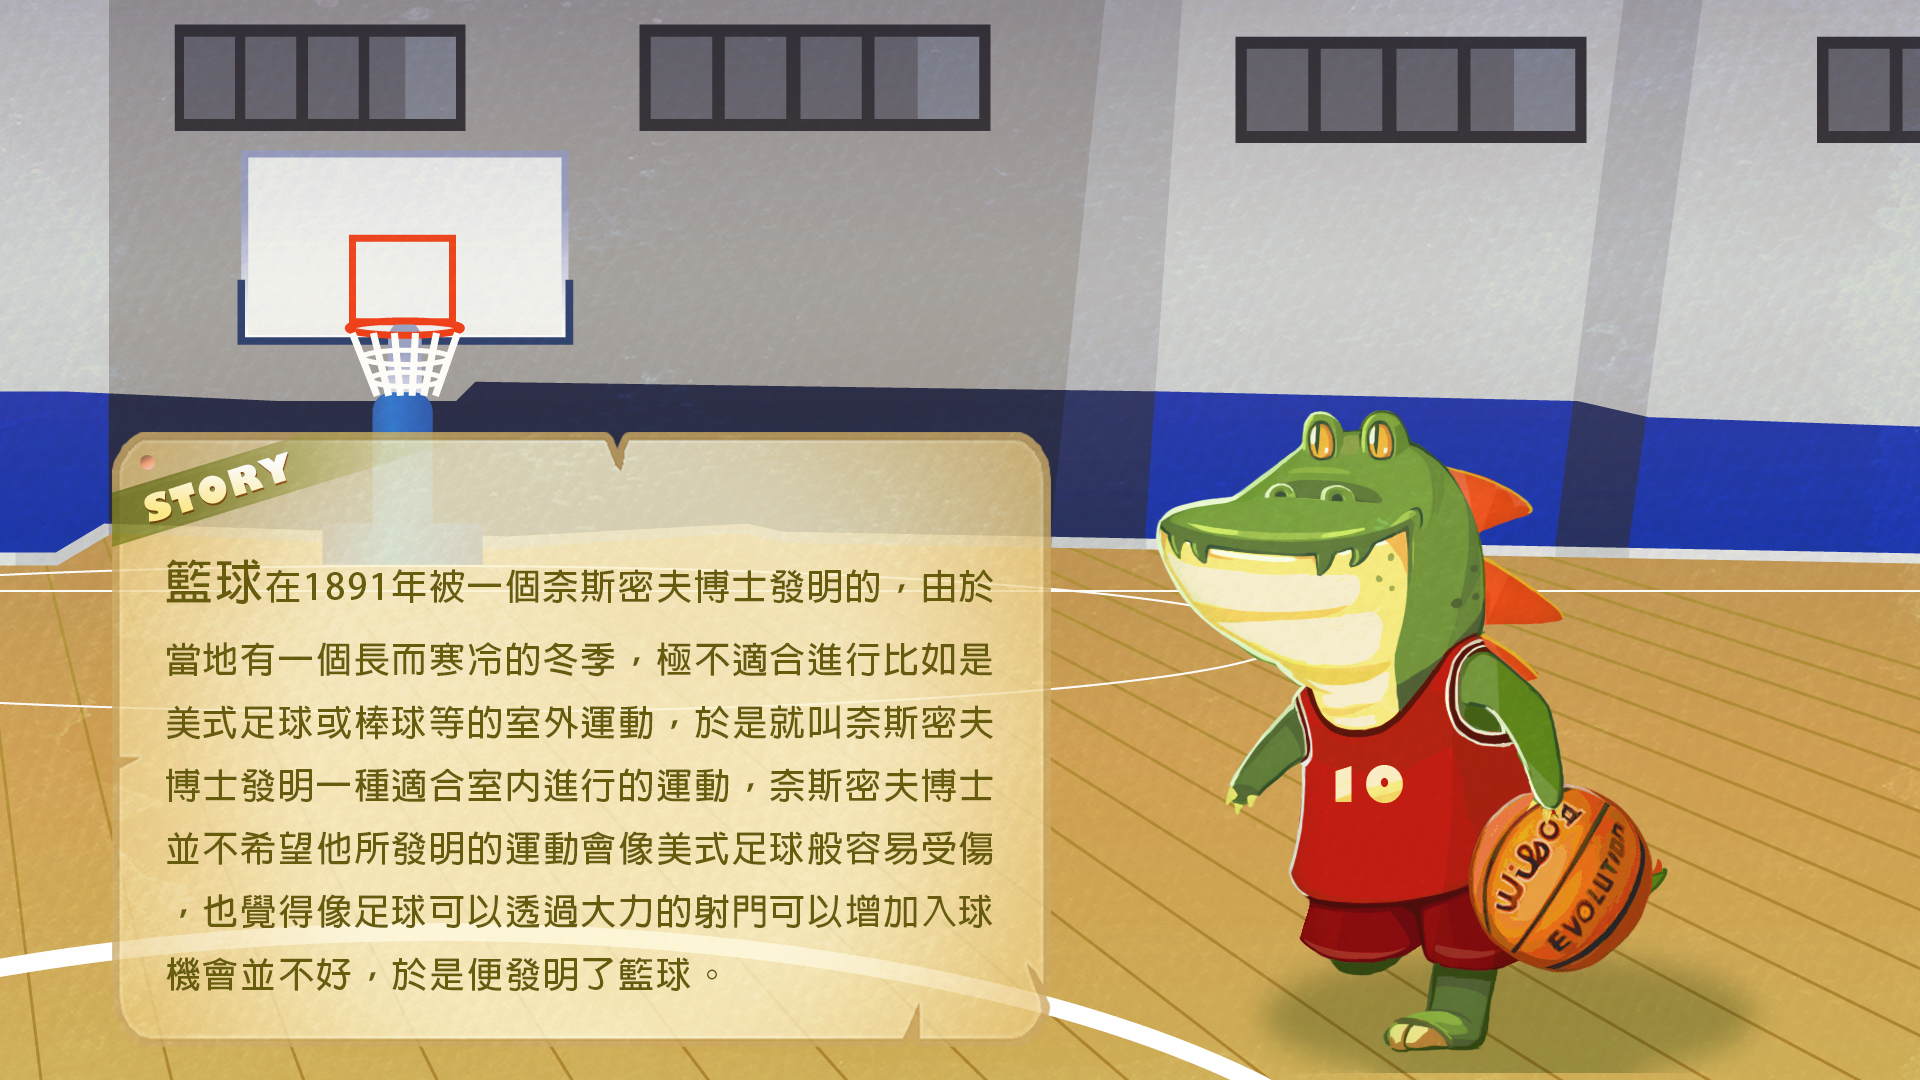 STORY
籃球在1891年被一個奈斯密夫博士發明的，由於
當地有一個長而寒冷的冬季，極不適合進行比如是
美式足球或棒球等的室外運動，於是就叫奈斯密夫
博士發明一種適合室內進行的運動，奈斯密夫博士
並不希望他所發明的運動會像美式足球般容易受傷
，也覺得像足球可以透過大力的射門可以增加入球
機會並不好，於是便發明了籃球。
10
Wilson
EVOLUTION